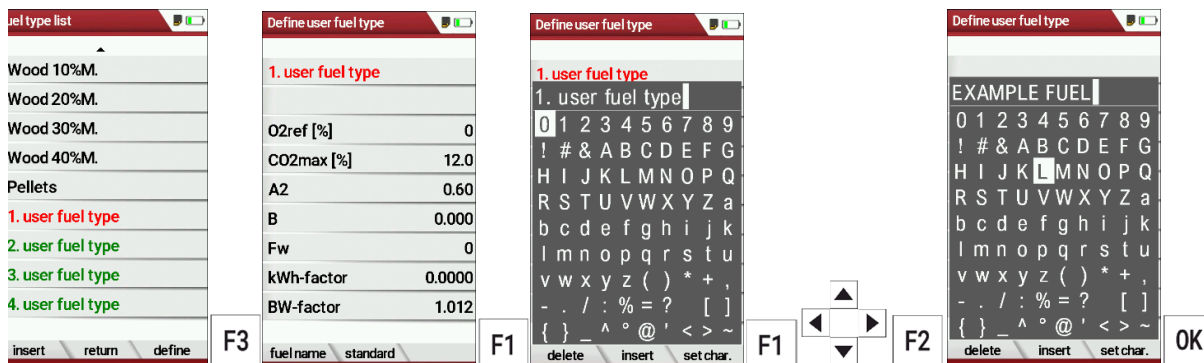 uel type list
Wood 10%M.
Wood 20%M.
Wood 30%M.
Wood 40%M.
Pellets
1. user fuel type
2. user fuel type
3. user fuel type
4. user fuel type
insert return define
F3
Define user fuel type
1. user fuel type
O2ref [%] 0
CO2max [%] 12.0
A2 0.60
B 0.000
Fw 0
kWh-factor 0.0000
BW-factor 1.012
fuel name standard
F1
Define user fuel type
1. user fuel type
1. user fuel type
0 1 2 3 4 5 6 7 8 9
! # & A B C D E F G
H I J K L M N O P Q
R S T U V W X Y Z a
b c d e f g h i j k
l m n o p q r s t u
v w x y z ( ) * + ,
- . / : % = ? [ ]
{ } _ ^ ° @ ' < > ~
delete insert set char.
F1
F2
Define user fuel type
EXAMPLE FUEL
0 1 2 3 4 5 6 7 8 9
! # & A B C D E F G
H I J K L M N O P Q
R S T U V W X Y Z a
b c d e f g h i j k
l m n o p q r s t u
v w x y z ( ) * + ,
- . / : % = ? [ ]
{ } _ ^ ° @ ' < > ~
delete insert set char.
OK